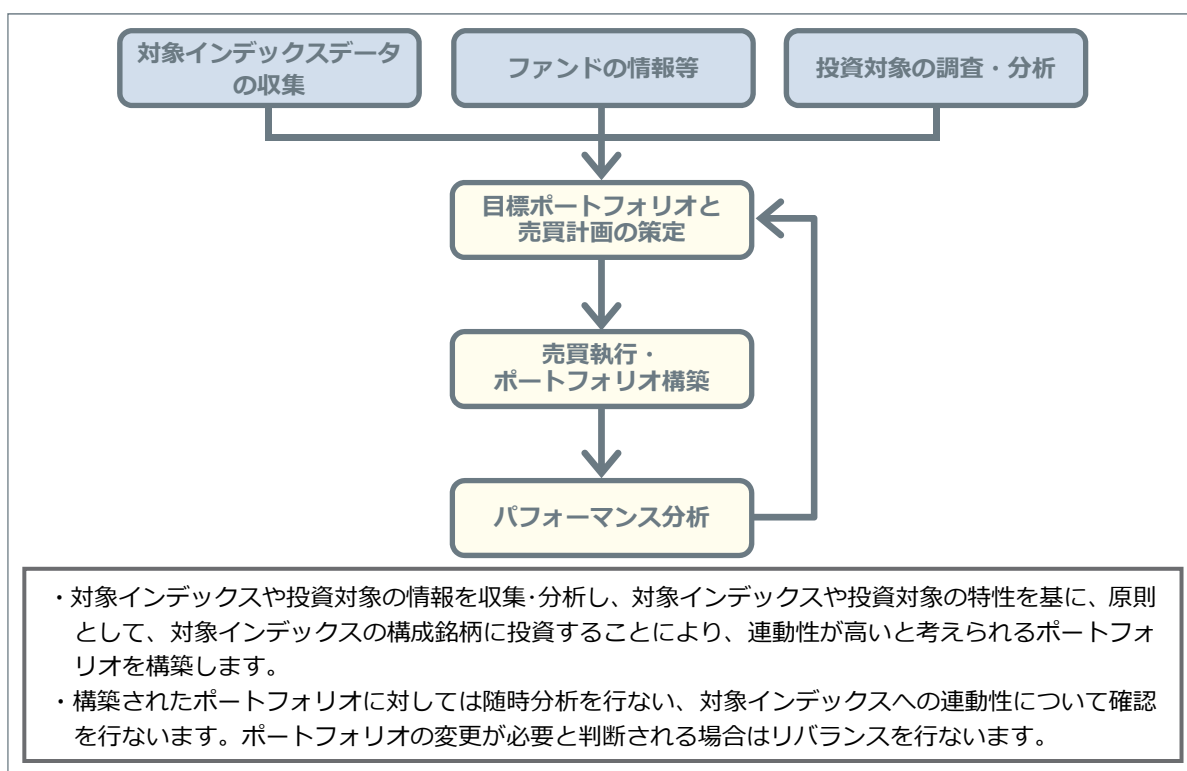 対象インデックスデータ
の収集
ファンドの情報等
投資対象の調査・分析
目標ポートフォリオと
売買計画の策定
売買執行・
ポートフォリオ構築
パフォーマンス分析
・対象インデックスや投資対象の情報を収集・分析し、対象インデックスや投資対象の特性を基に、原則
として、対象インデックスの構成銘柄に投資することにより、連動性が高いと考えられるポートフォ
リオを構築します。
・構築されたポートフォリオに対しては随時分析を行ない、対象インデックスへの連動性について確認
を行ないます。ポートフォリオの変更が必要と判断される場合はリバランスを行ないます。